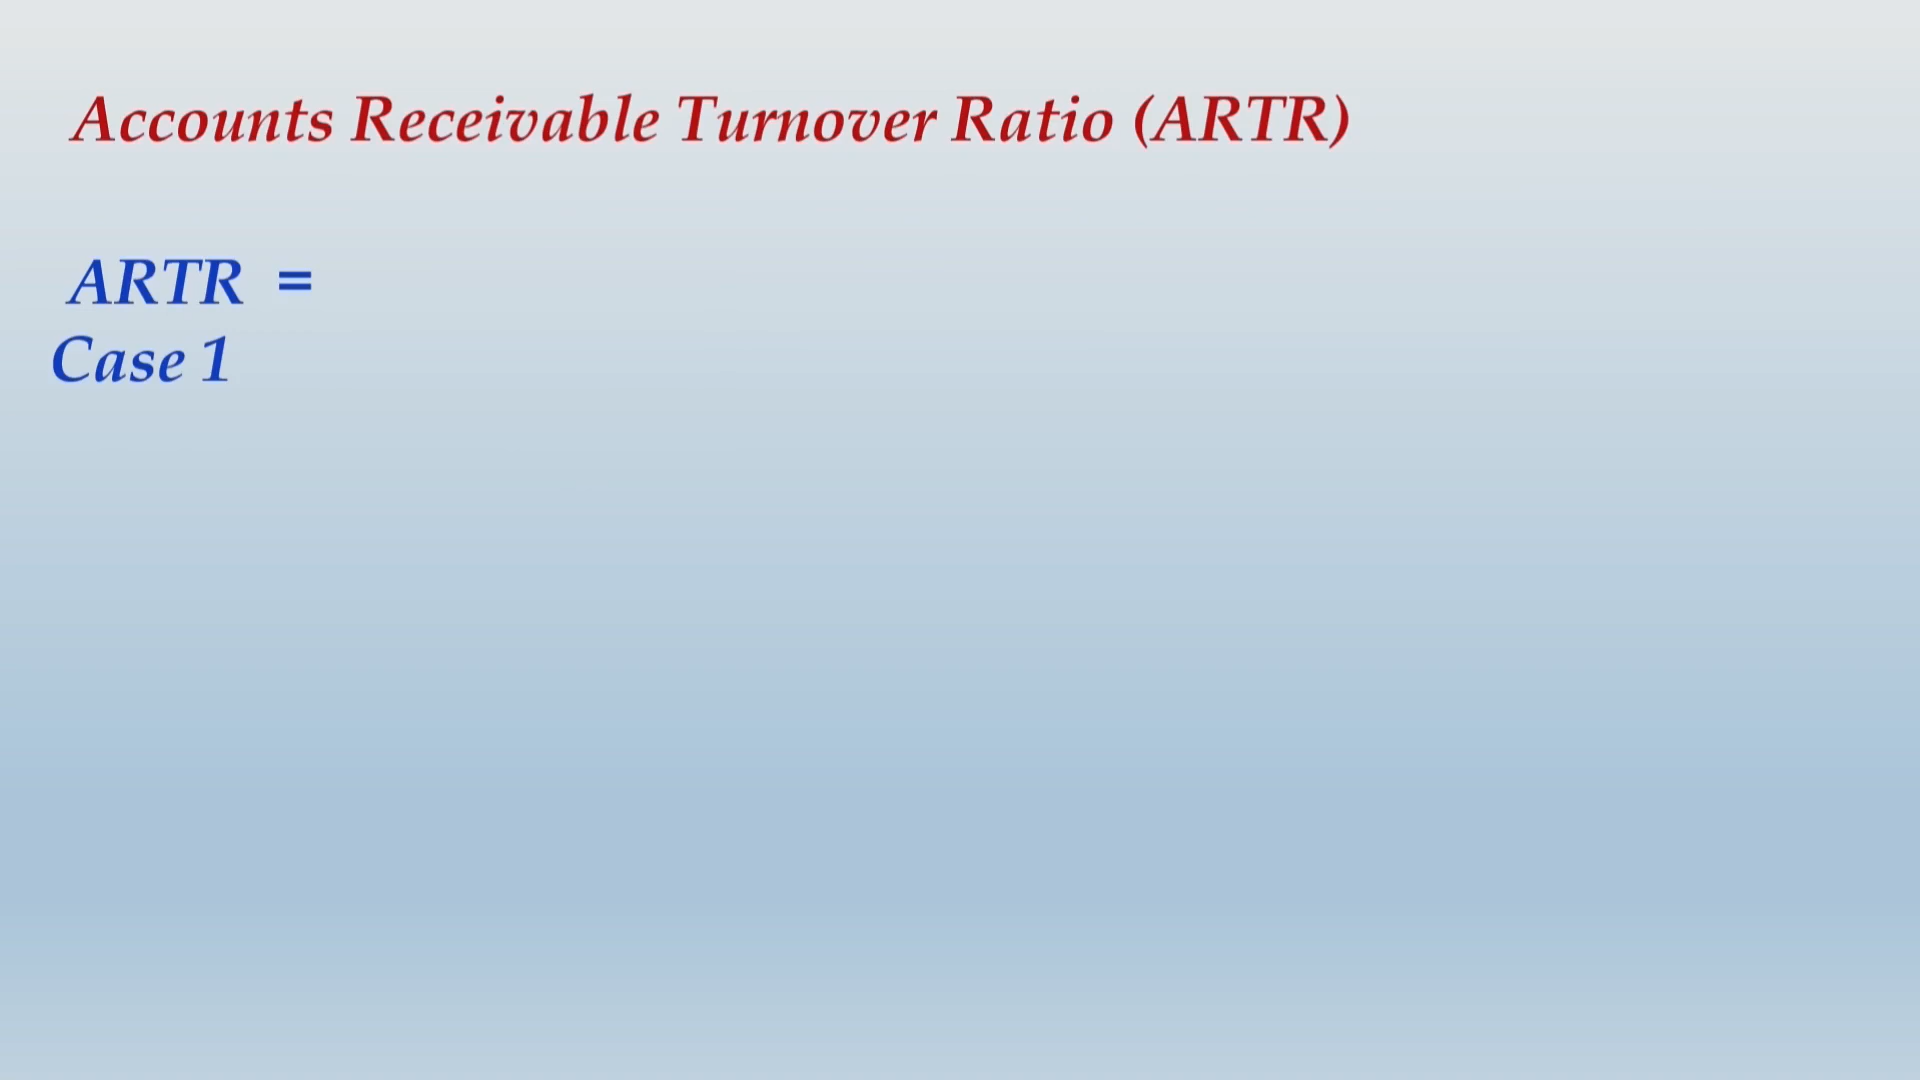 Accounts Receivable Turnover Ratio (ARTR)
ARTR =
Case 1